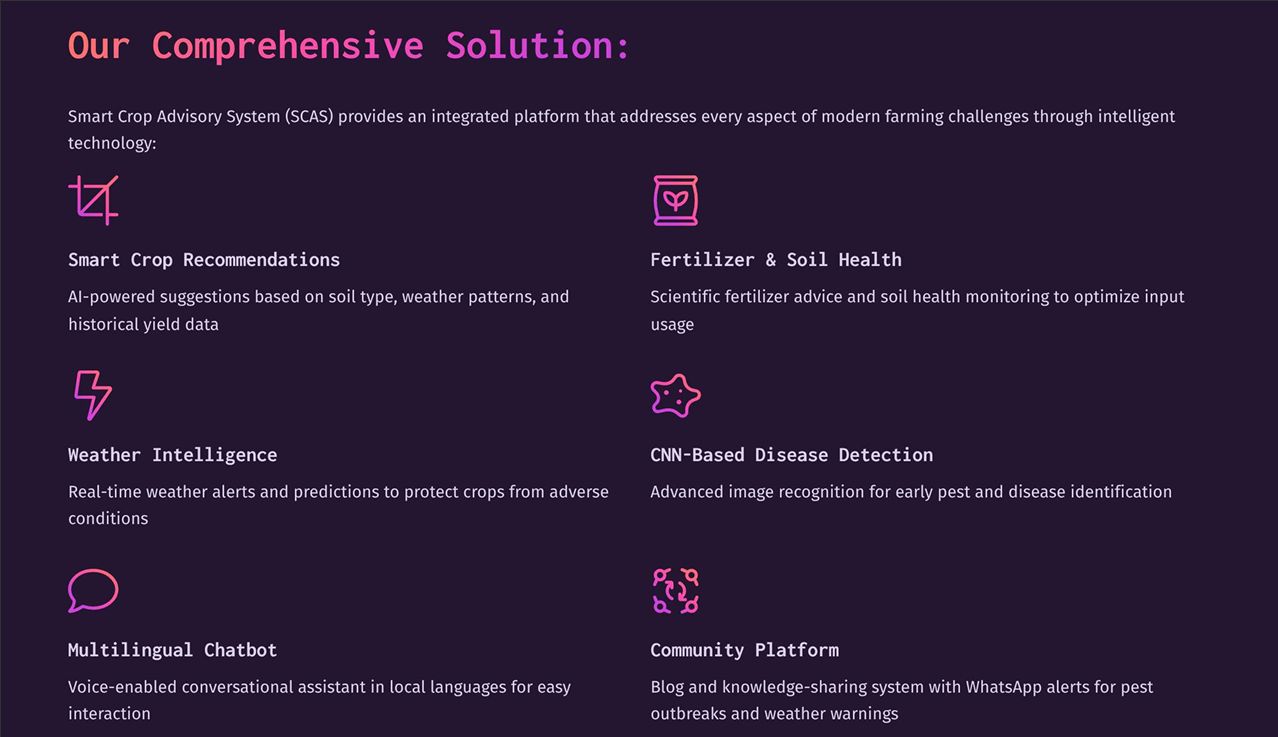 Our Comprehensive Solution:
Smart Crop Advisory System (SCAS) provides an integrated platform that addresses every aspect of modern farming challenges through intelligent
technology:
Smart Crop Recommendations
AI-powered suggestions based on soil type, weather patterns, and
historical yield data
Fertilizer & Soil Health
Scientific fertilizer advice and soil health monitoring to optimize input
usage
Weather Intelligence
Real-time weather alerts and predictions to protect crops from adverse
conditions
CNN-Based Disease Detection
Advanced image recognition for early pest and disease identification
Multilingual Chatbot
Voice-enabled conversational assistant in local languages for easy
interaction
Community Platform
Blog and knowledge-sharing system with WhatsApp alerts for pest
outbreaks and weather warnings